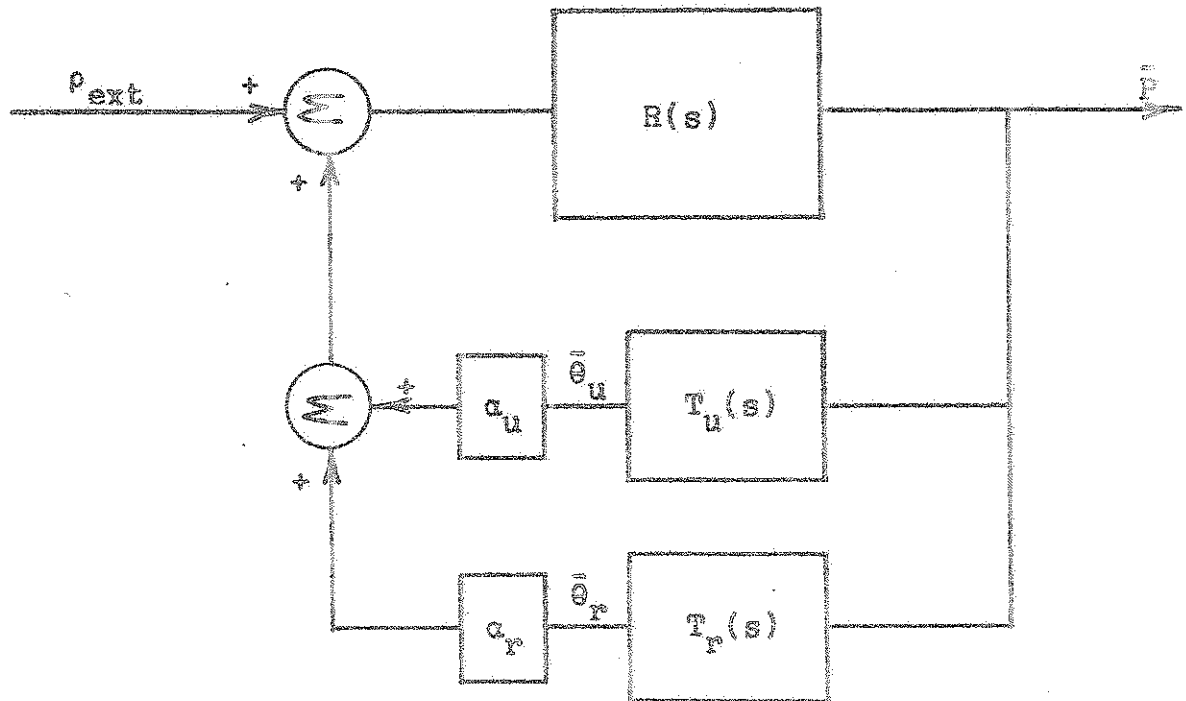 ρext
+
Σ
R(s)
P̄
+
Σ
+
αu
θ̄u
Tu(s)
+
αr
θ̄r
Tr(s)